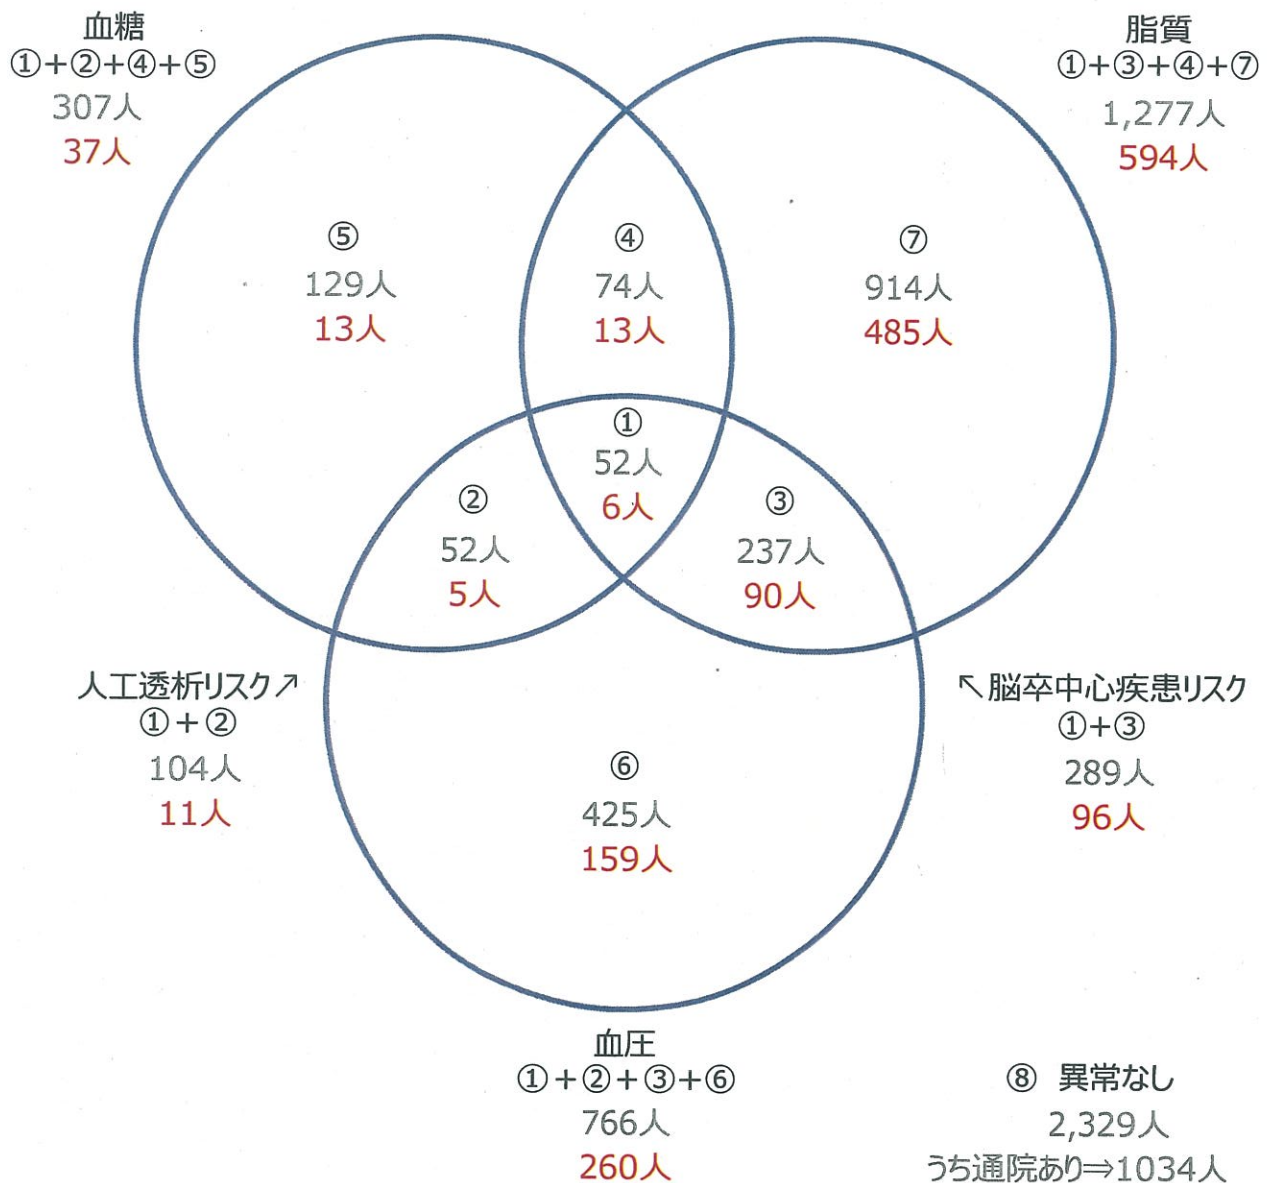 血糖
①+②+④+⑤
307人
37人
脂質
①+③+④+⑦
1,277人
594人
⑤
129人
13人
④
74人
13人
⑦
914人
485人
①
52人
6人
②
52人
5人
③
237人
90人
人工透析リスク↗
①+②
104人
11人
↖脳卒中心疾患リスク
①+③
289人
96人
⑥
425人
159人
血圧
①+②+③+⑥
766人
260人
⑧ 異常なし
2,329人
うち通院あり⇒1034人